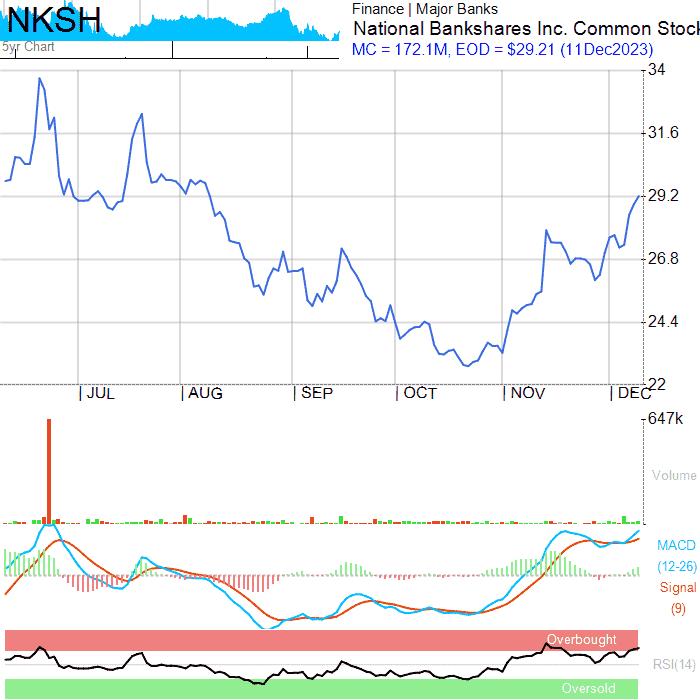 NKSH
5yr Chart
Finance | Major Banks
National Bankshares Inc. Common Stock
MC = 172.1M, EOD = $29.21 (11Dec2023)
34
31.6
29.2
26.8
24.4
22
JUL AUG SEP OCT NOV DEC
647k
Volume
MACD
(12-26)
Signal
(9)
Overbought
RSI(14)
Oversold